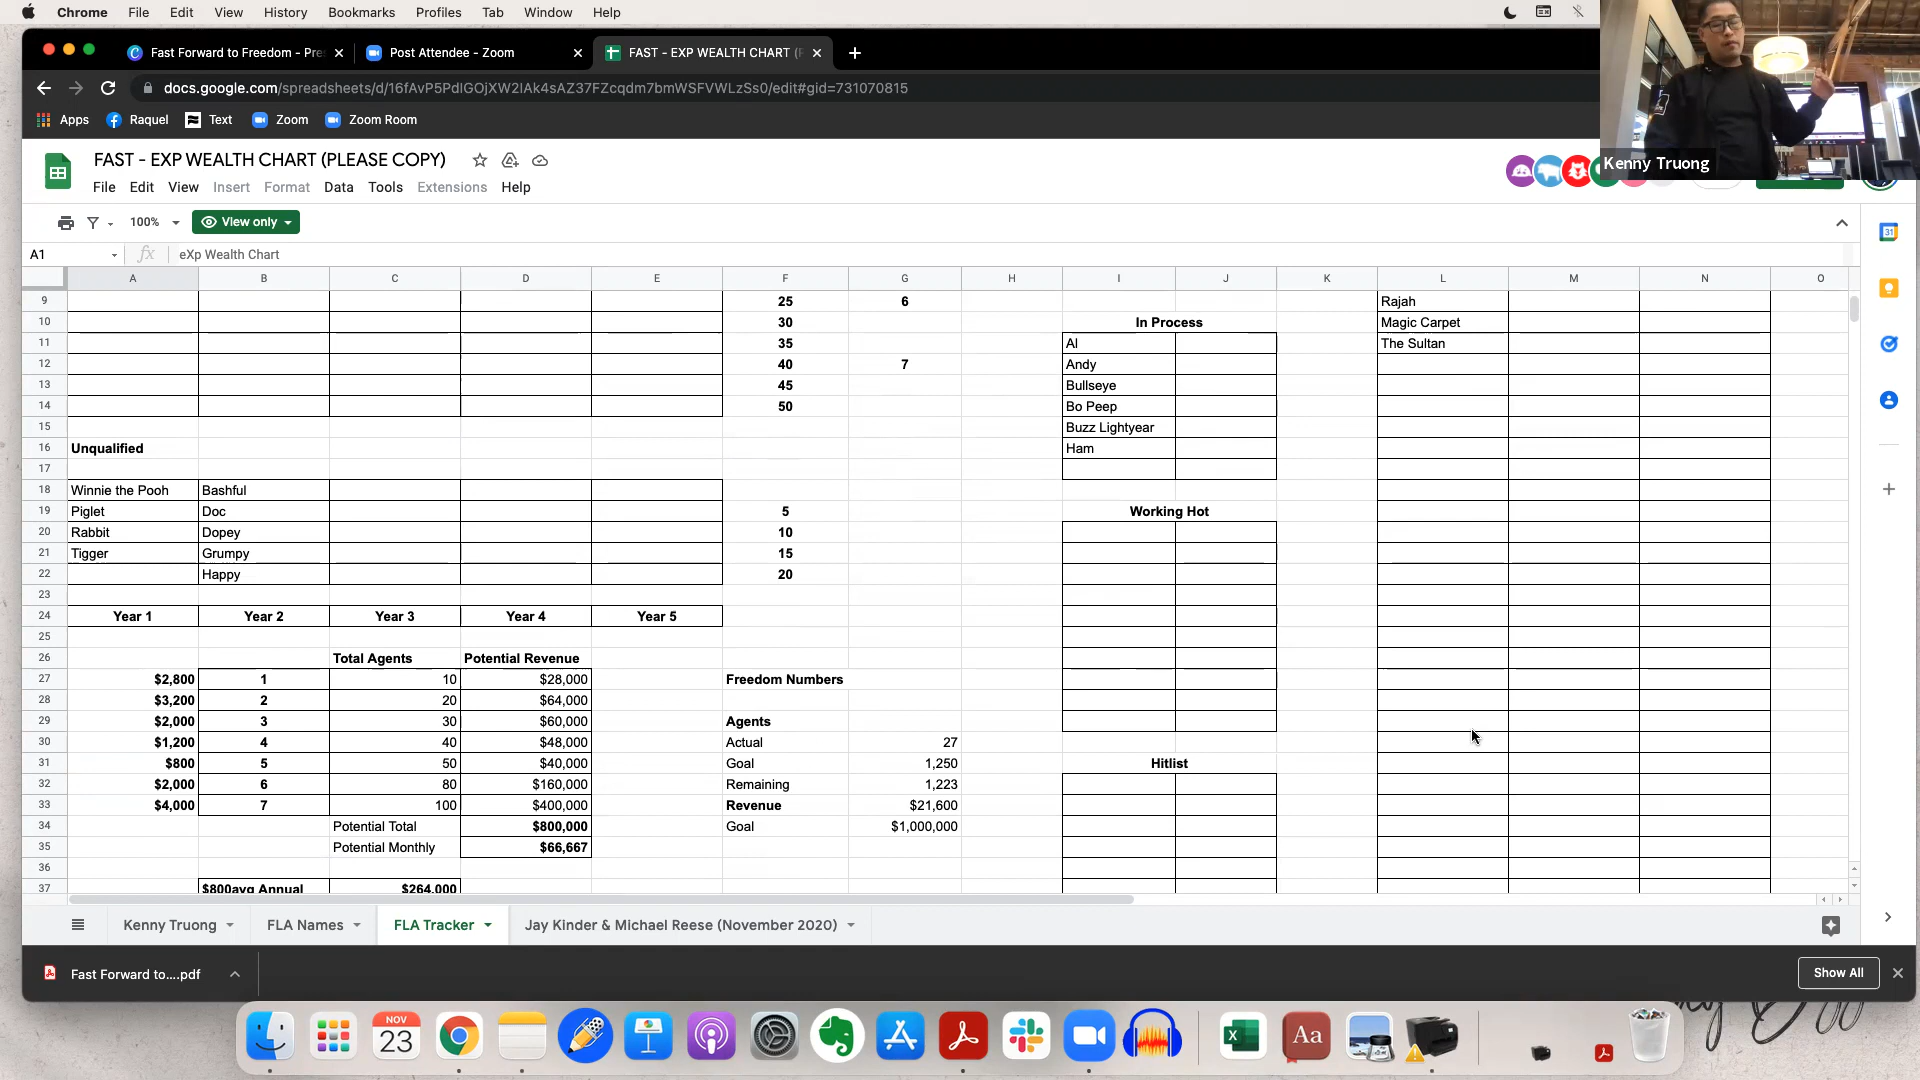 Chrome File Edit View History Bookmarks Profiles Tab Window Help
Fast Forward to Freedom - Pre
Post Attendee - Zoom
FAST - EXP WEALTH CHART (P
docs.google.com/spreadsheets/d/16fAvP5PdlGOjXW2lAk4sAZ37FZcqdm7bmWSFVWLzSs0/edit#gid=731070815
Apps Raquel Text Zoom Zoom Room
FAST - EXP WEALTH CHART (PLEASE COPY)
Kenny Truong
File Edit View Insert Format Data Tools Extensions Help
100% View only
A1 fx eXp Wealth Chart
A B C D E F G H I J K L M N O
9 25 6 Rajah
10 30 In Process Magic Carpet
11 35 Al The Sultan
12 40 7 Andy
13 45 Bullseye
14 50 Bo Peep
15 Buzz Lightyear
16 Unqualified Ham
17
18 Winnie the Pooh Bashful
19 Piglet Doc 5 Working Hot
20 Rabbit Dopey 10
21 Tigger Grumpy 15
22 Happy 20
23
24 Year 1 Year 2 Year 3 Year 4 Year 5
25
26 Total Agents Potential Revenue
27 $2,800 1 10 $28,000 Freedom Numbers
28 $3,200 2 20 $64,000
29 $2,000 3 30 $60,000 Agents
30 $1,200 4 40 $48,000 Actual 27
31 $800 5 50 $40,000 Goal 1,250 Hitlist
32 $2,000 6 80 $160,000 Remaining 1,223
33 $4,000 7 100 $400,000 Revenue $21,600
34 Potential Total $800,000 Goal $1,000,000
35 Potential Monthly $66,667
36
37 $800avg Annual $264,000
Kenny Truong FLA Names FLA Tracker Jay Kinder & Michael Reese (November 2020)
Fast Forward to....pdf Show All
NOV
23
Aa
31